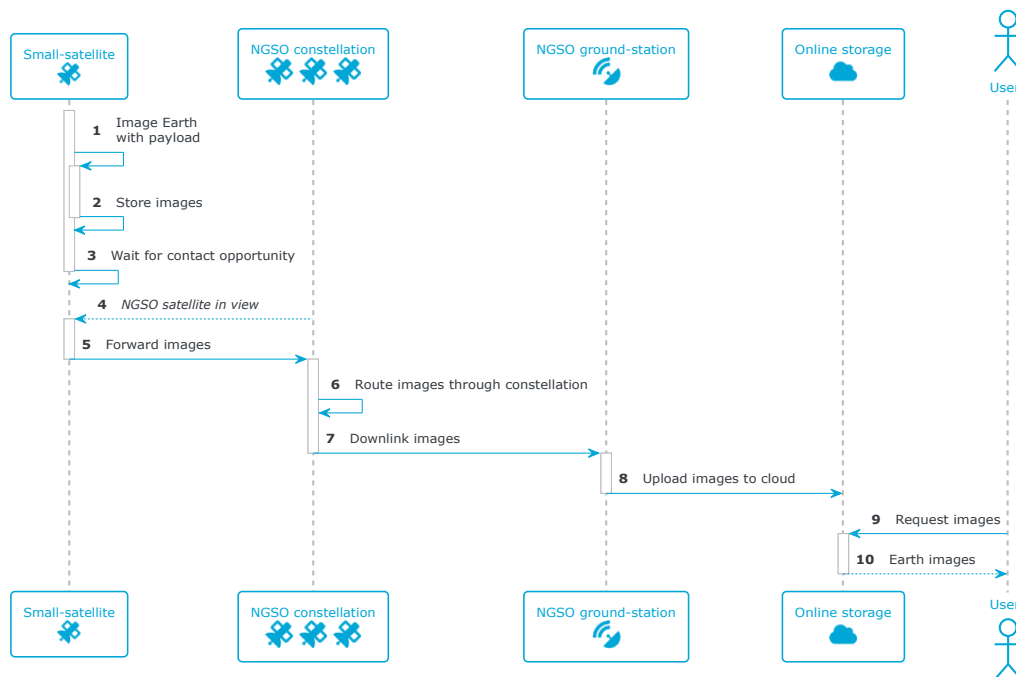 Small-satellite
NGSO constellation
NGSO ground-station
Online storage
User
1 Image Earth
with payload
2 Store images
3 Wait for contact opportunity
4 NGSO satellite in view
5 Forward images
6 Route images through constellation
7 Downlink images
8 Upload images to cloud
9 Request images
10 Earth images
Small-satellite
NGSO constellation
NGSO ground-station
Online storage
User